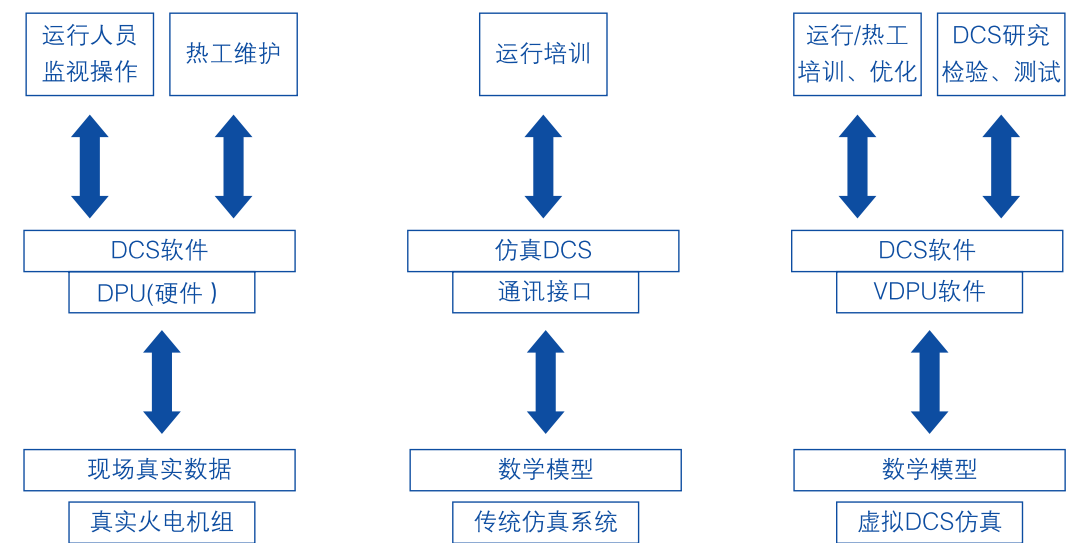 运行人员
监视操作
热工维护
运行培训
运行/热工
培训、优化
DCS研究
检验、测试
DCS软件
DPU(硬件）
仿真DCS
通讯接口
DCS软件
VDPU软件
现场真实数据
真实火电机组
数学模型
传统仿真系统
数学模型
虚拟DCS仿真